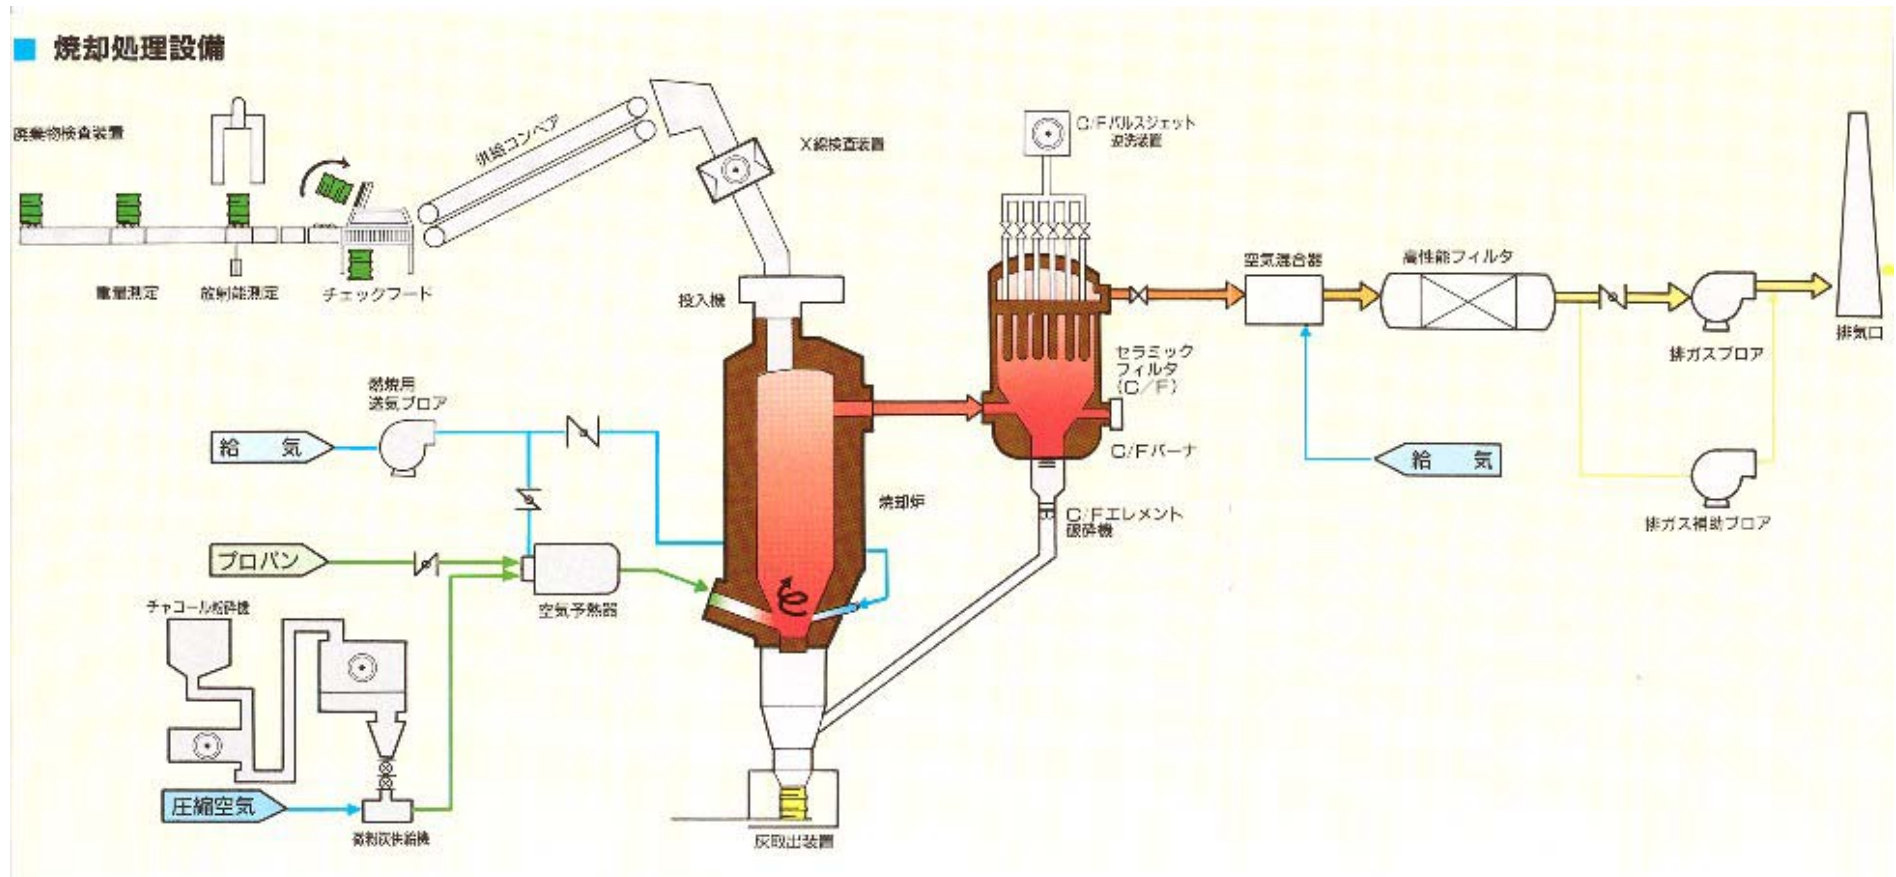 焼却処理設備
廃棄物検査装置
供給コンベア
X線検査装置
C/Fパルスジェット
逆洗装置
重量測定
放射能測定
チェックフード
投入機
空気混合器
高性能フィルタ
排気口
セラミック
フィルタ
(C/F)
排ガスブロア
燃焼用
送気ブロア
給 気
C/Fバーナ
給 気
焼却炉
C/Fエレメント
破砕機
排ガス補助ブロア
プロパン
空気予熱器
チャコール粉砕機
圧縮空気
微粉炭供給機
灰取出装置